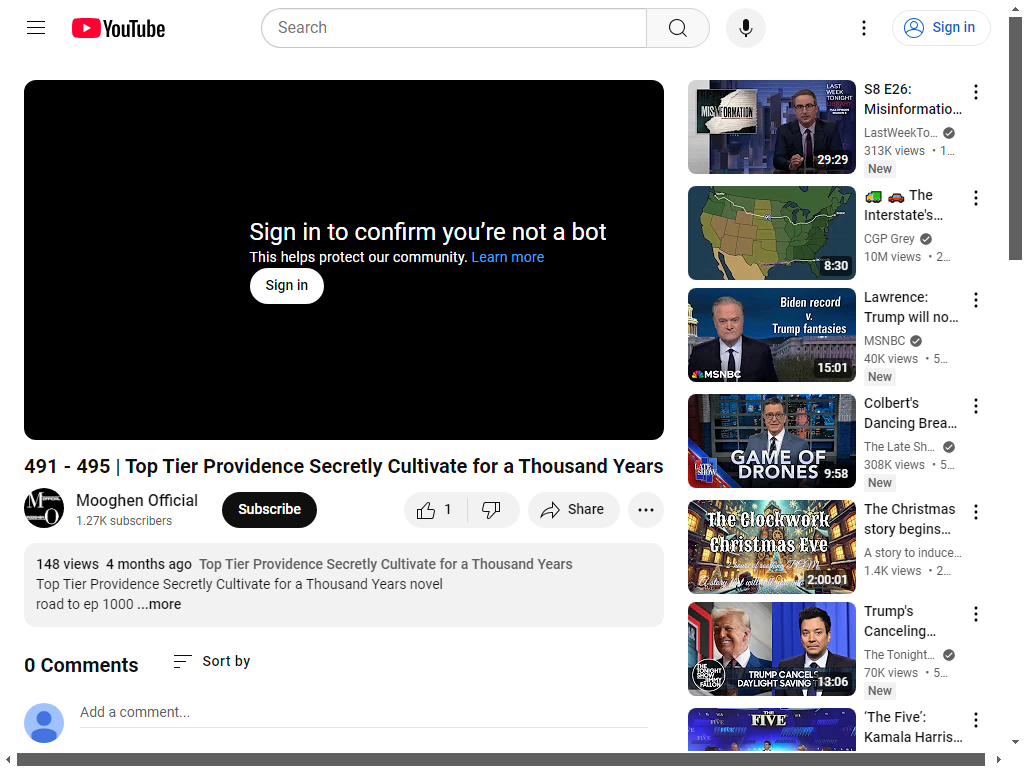 YouTube
Search
Sign in
Sign in to confirm you’re not a bot
This helps protect our community. Learn more
Sign in
491 - 495 | Top Tier Providence Secretly Cultivate for a Thousand Years
Mooghen Official
1.27K subscribers
Subscribe
1
Share
148 views 4 months ago Top Tier Providence Secretly Cultivate for a Thousand Years
Top Tier Providence Secretly Cultivate for a Thousand Years novel
road to ep 1000 ...more
0 Comments
Sort by
Add a comment...
LAST
WEEK
TONIGHT
MISINFORMATION
29:29
S8 E26:
Misinformatio...
LastWeekTo...
313K views • 1...
New
8:30
🚚 🚗 The
Interstate's...
CGP Grey
10M views • 2...
Biden record
v.
Trump fantasies
MSNBC
15:01
Lawrence:
Trump will no...
MSNBC
40K views • 5...
New
LATE SHOW
GAME OF
DRONES
9:58
Colbert's
Dancing Brea...
The Late Sh...
308K views • 5...
New
The Clockwork
Christmas Eve
2:00:01
The Christmas
story begins...
A story to induce...
1.4K views • 2...
THE
TONIGHT
SHOW
JIMMY
FALLON
TRUMP CANCELS
DAYLIGHT SAVING
13:06
Trump's
Canceling...
The Tonight...
70K views • 5...
New
THE
FIVE
‘The Five’:
Kamala Harris...